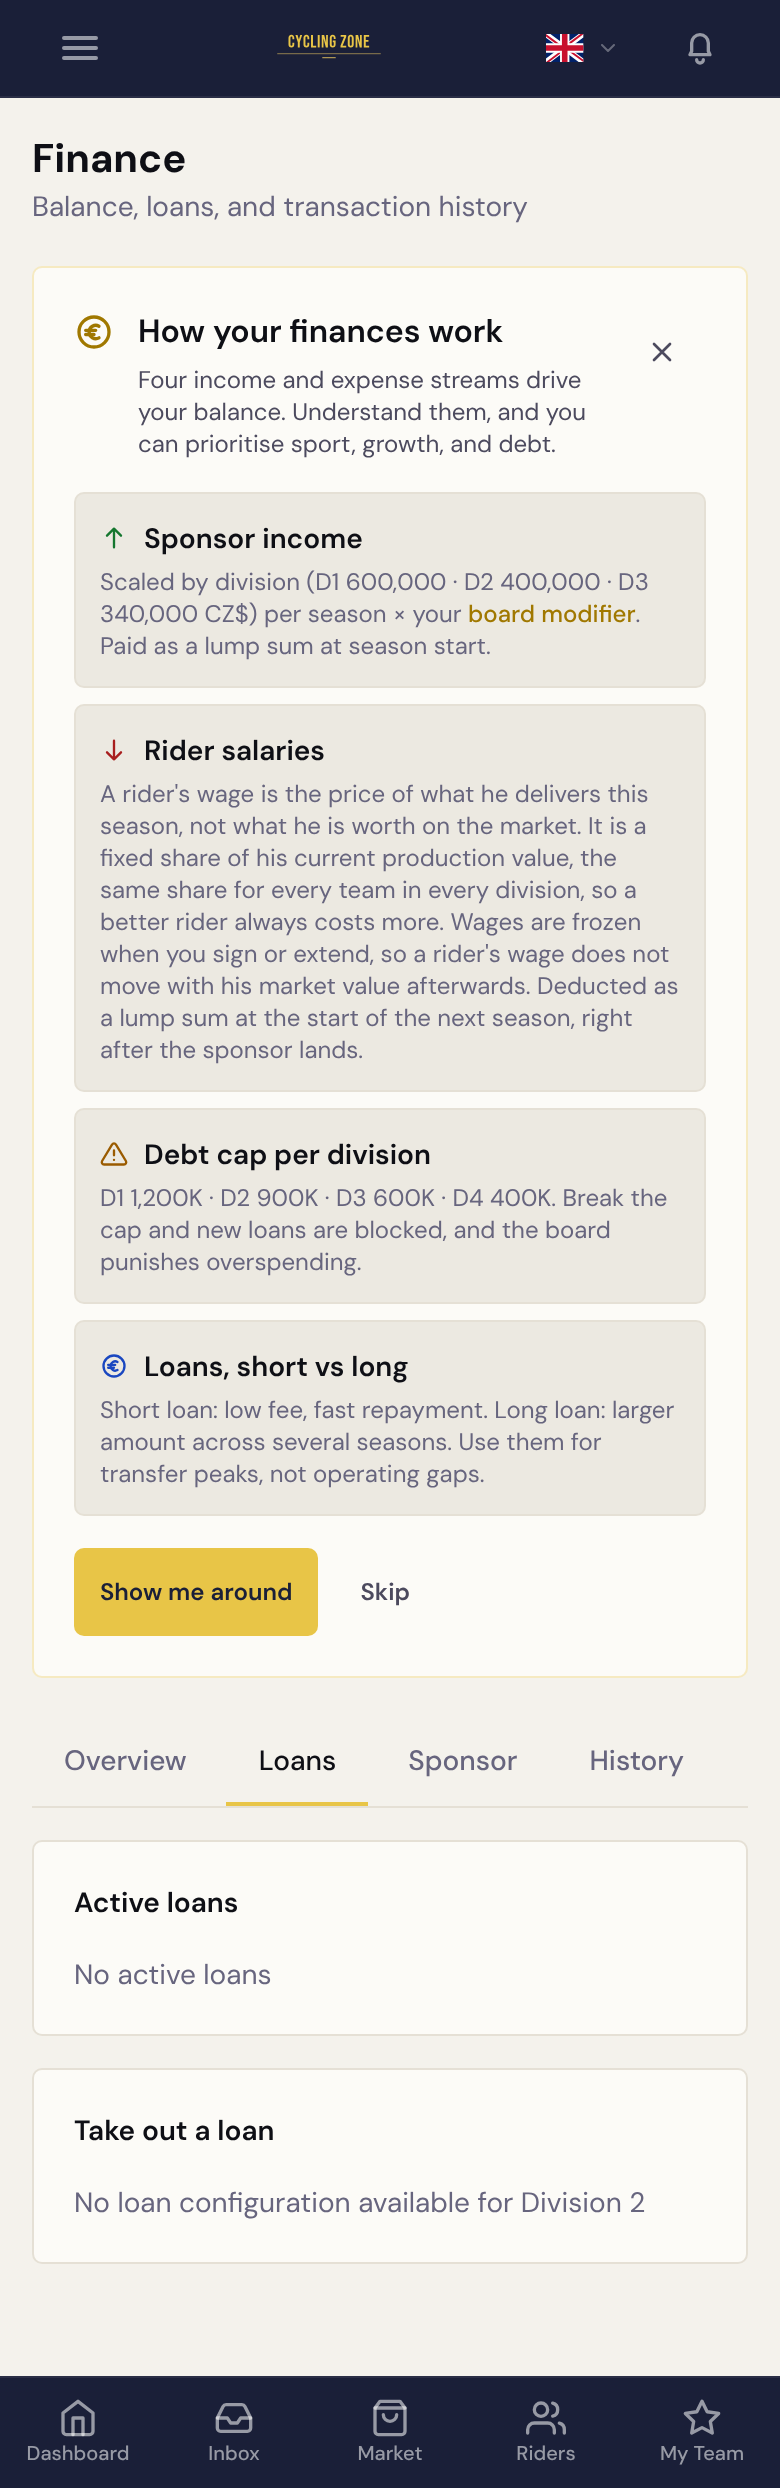 CYCLING ZONE
Finance
Balance, loans, and transaction history
How your finances work
Four income and expense streams drive
your balance. Understand them, and you
can prioritise sport, growth, and debt.
Sponsor income
Scaled by division (D1 600,000 · D2 400,000 · D3
340,000 CZ$) per season × your board modifier.
Paid as a lump sum at season start.
Rider salaries
A rider's wage is the price of what he delivers this
season, not what he is worth on the market. It is a
fixed share of his current production value, the
same share for every team in every division, so a
better rider always costs more. Wages are frozen
when you sign or extend, so a rider's wage does not
move with his market value afterwards. Deducted as
a lump sum at the start of the next season, right
after the sponsor lands.
Debt cap per division
D1 1,200K · D2 900K · D3 600K · D4 400K. Break the
cap and new loans are blocked, and the board
punishes overspending.
Loans, short vs long
Short loan: low fee, fast repayment. Long loan: larger
amount across several seasons. Use them for
transfer peaks, not operating gaps.
Show me around Skip
Overview Loans Sponsor History
Active loans
No active loans
Take out a loan
No loan configuration available for Division 2
Dashboard Inbox Market Riders My Team